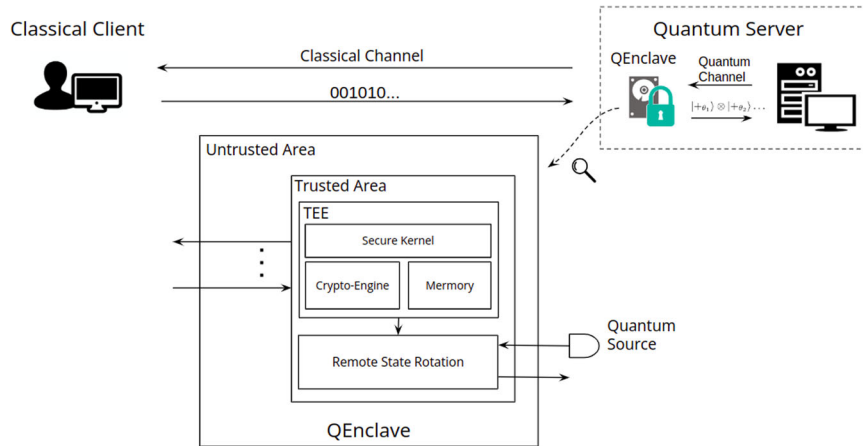 Classical Client
Quantum Server
Classical Channel
001010...
QEnclave
Quantum
Channel
|+θ₁⟩ ⊗ |+θ₂⟩ ...
Untrusted Area
Trusted Area
TEE
Secure Kernel
Crypto-Engine
Mermory
Quantum
Source
Remote State Rotation
QEnclave